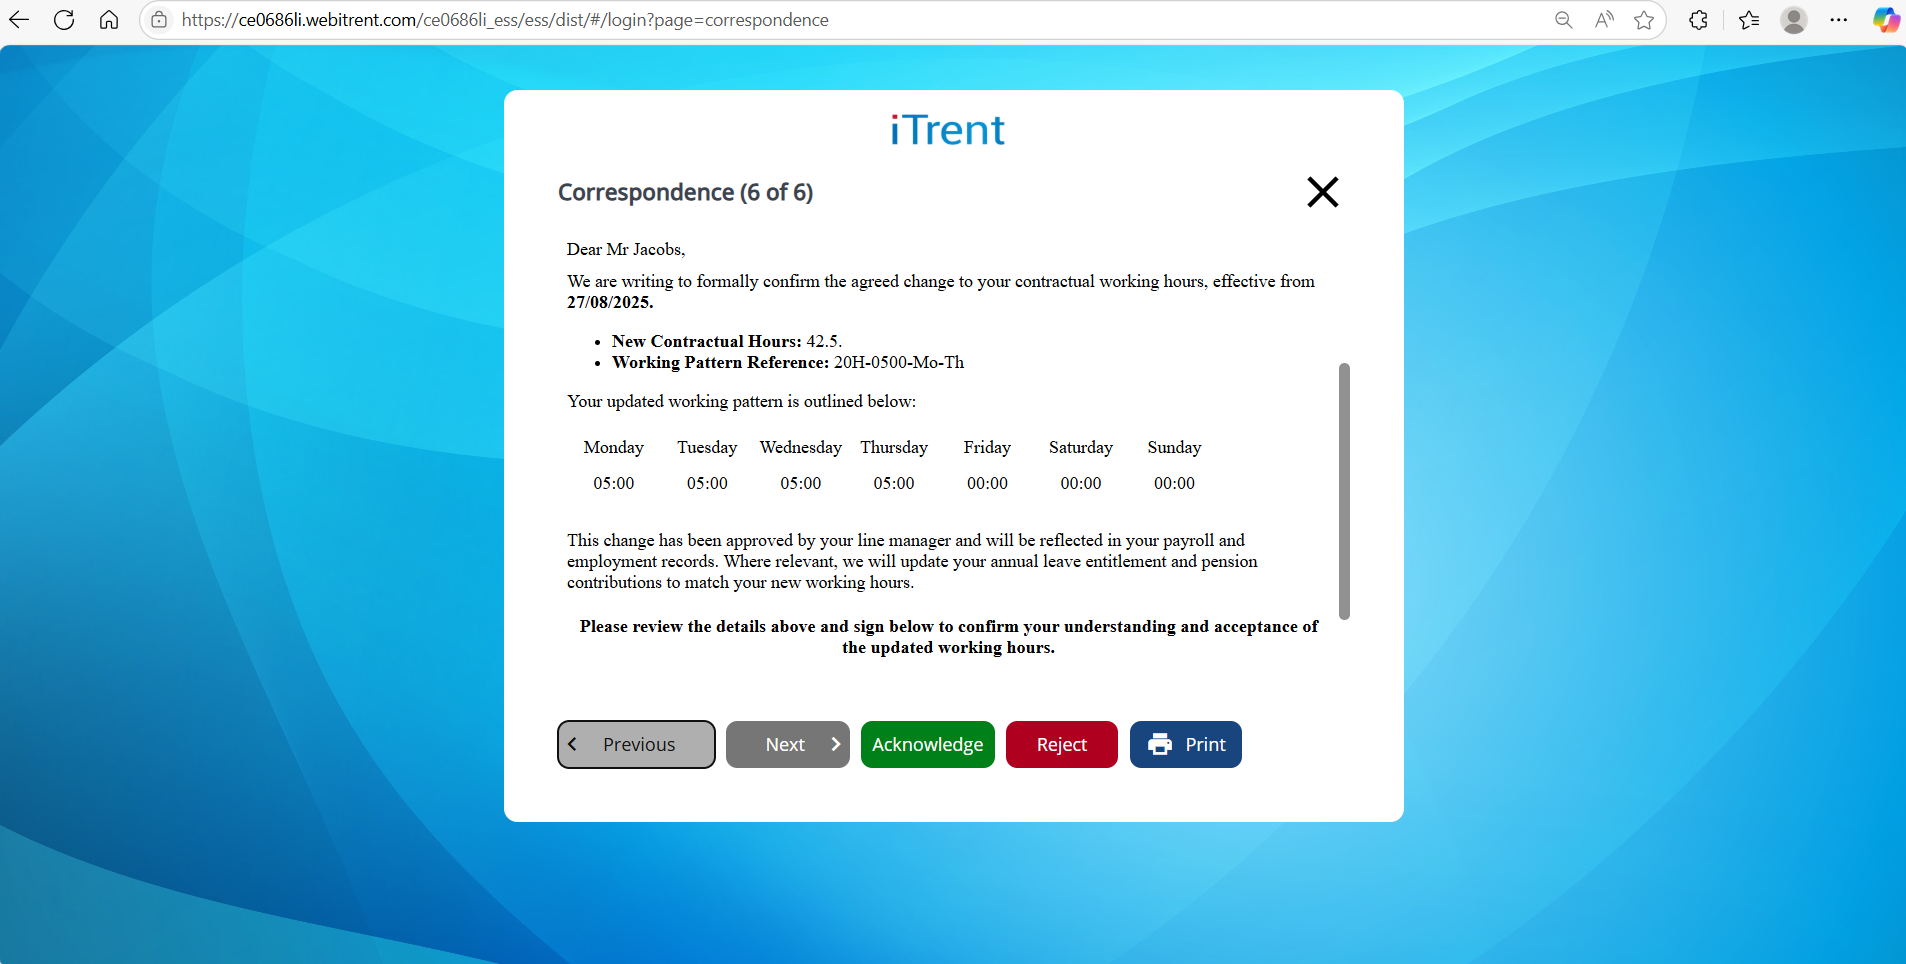 https://ce0686li.webitrent.com/ce0686li_ess/ess/dist/#/login?page=correspondence
iTrent
Correspondence (6 of 6)
Dear Mr Jacobs,
We are writing to formally confirm the agreed change to your contractual working hours, effective from
27/08/2025.
• New Contractual Hours: 42.5.
• Working Pattern Reference: 20H-0500-Mo-Th
Your updated working pattern is outlined below:
Monday Tuesday Wednesday Thursday Friday Saturday Sunday
05:00 05:00 05:00 05:00 00:00 00:00 00:00
This change has been approved by your line manager and will be reflected in your payroll and
employment records. Where relevant, we will update your annual leave entitlement and pension
contributions to match your new working hours.
Please review the details above and sign below to confirm your understanding and acceptance of
the updated working hours.
Previous Next Acknowledge Reject Print